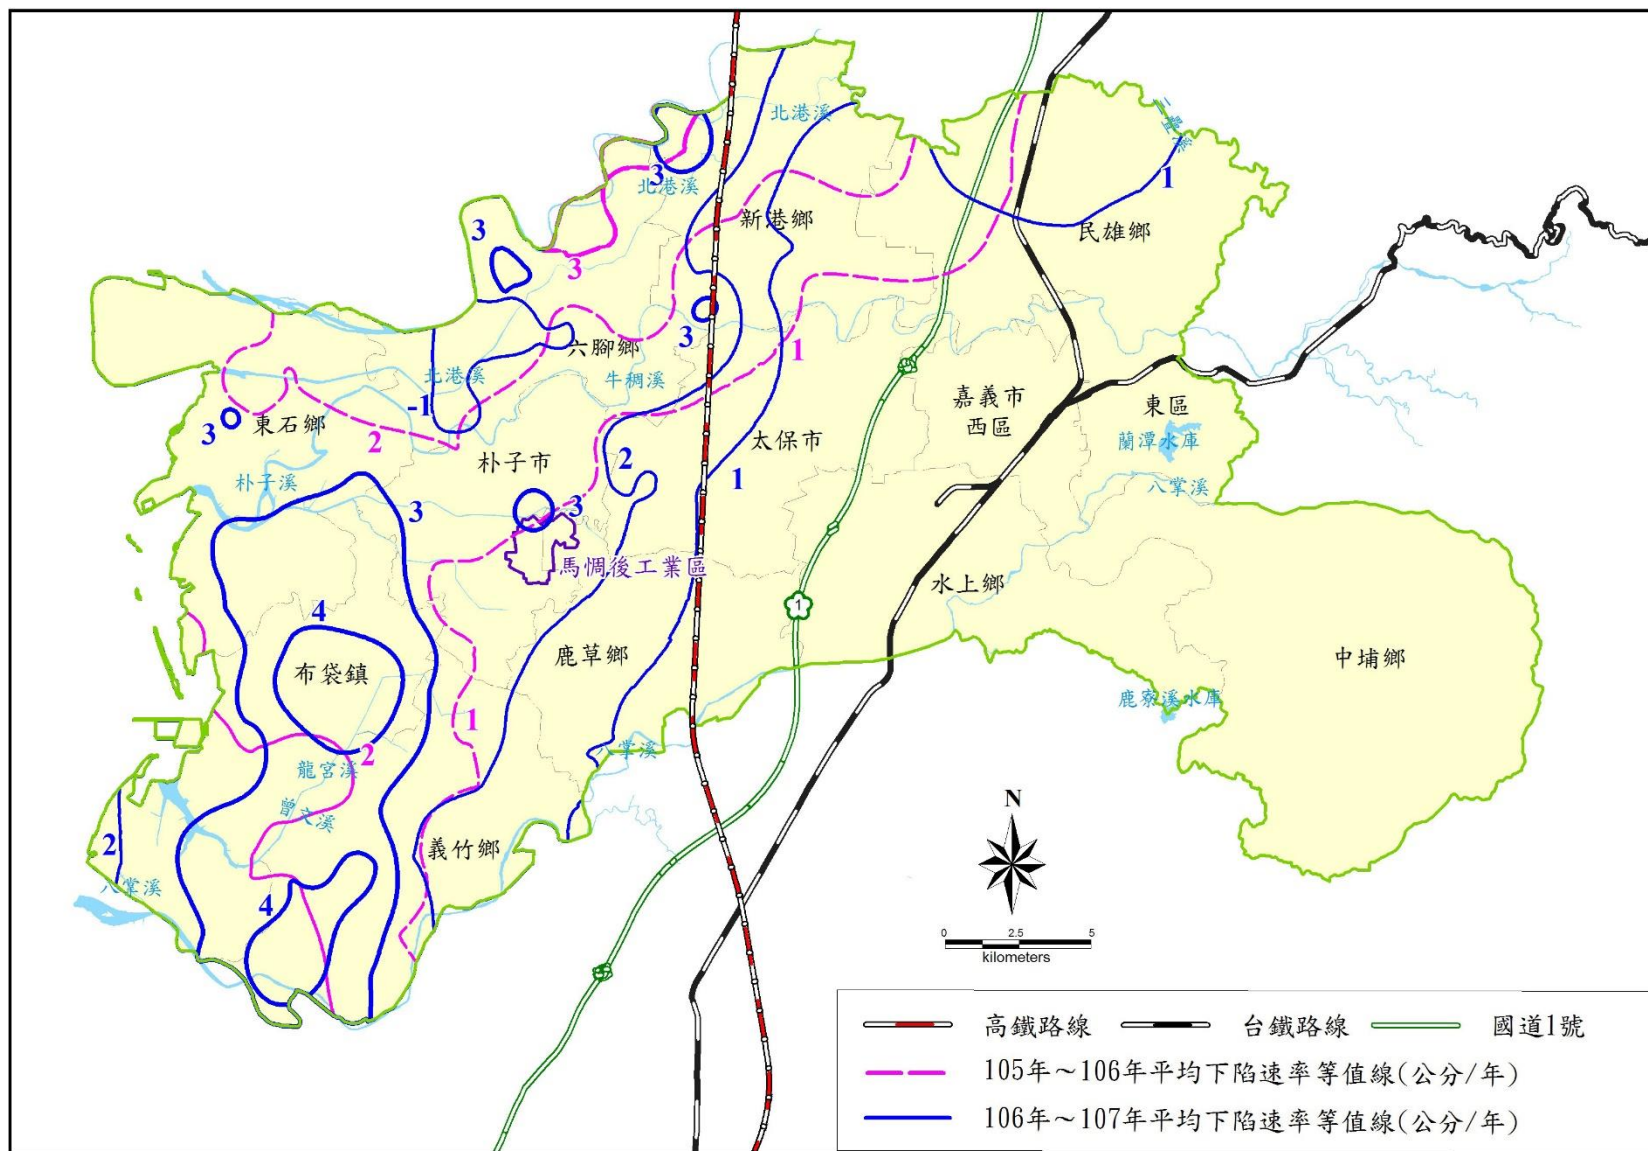 北港溪
二疊溪
3
北港溪
1
3
新港鄉
民雄鄉
3
3
六腳鄉
1
北港溪
牛稠溪
-1
嘉義市
西區
東區
3
東石鄉
2
太保市
蘭潭水庫
朴子市
2
1
朴子溪
八掌溪
3
3
馬惆後工業區
水上鄉
1
4
布袋鎮
鹿草鄉
中埔鄉
鹿寮溪水庫
1
2
八掌溪
龍宮溪
曾文溪
N
2
義竹鄉
八掌溪
4
0 2.5 5
kilometers
高鐵路線 台鐵路線 國道1號
105年～106年平均下陷速率等值線(公分/年)
106年～107年平均下陷速率等值線(公分/年)